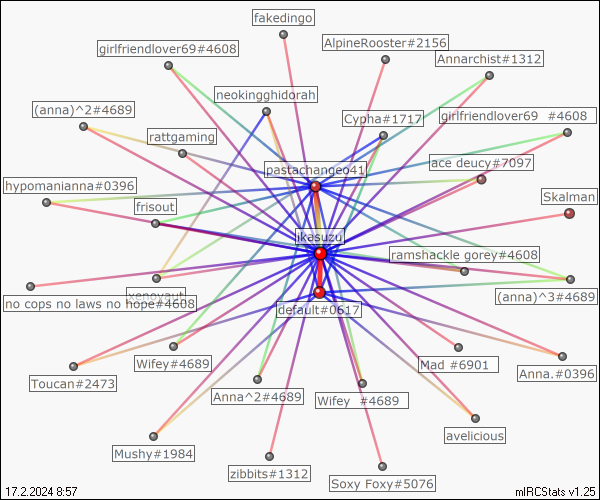 fakedingo
girlfriendlover69#4608
AlpineRooster#2156
Annarchist#1312
neokingghidorah
(anna)^2#4689
Cypha#1717
girlfriendlover69 #4608
rattgaming
pastachangeo41
ace deucy#7097
hypomanianna#0396
Skalman
frisout
ikasuzu
ramshackle gorey#4608
xenovaut
no cops no laws no hope#4608
(anna)^3#4689
default#0617
Wifey#4689
Mad #6901
Anna.#0396
Toucan#2473
Anna^2#4689
Wifey #4689
avelicious
Mushy#1984
zibbits#1312
Soxy Foxy#5076
17.2.2024 8:57
mIRCStats v1.25